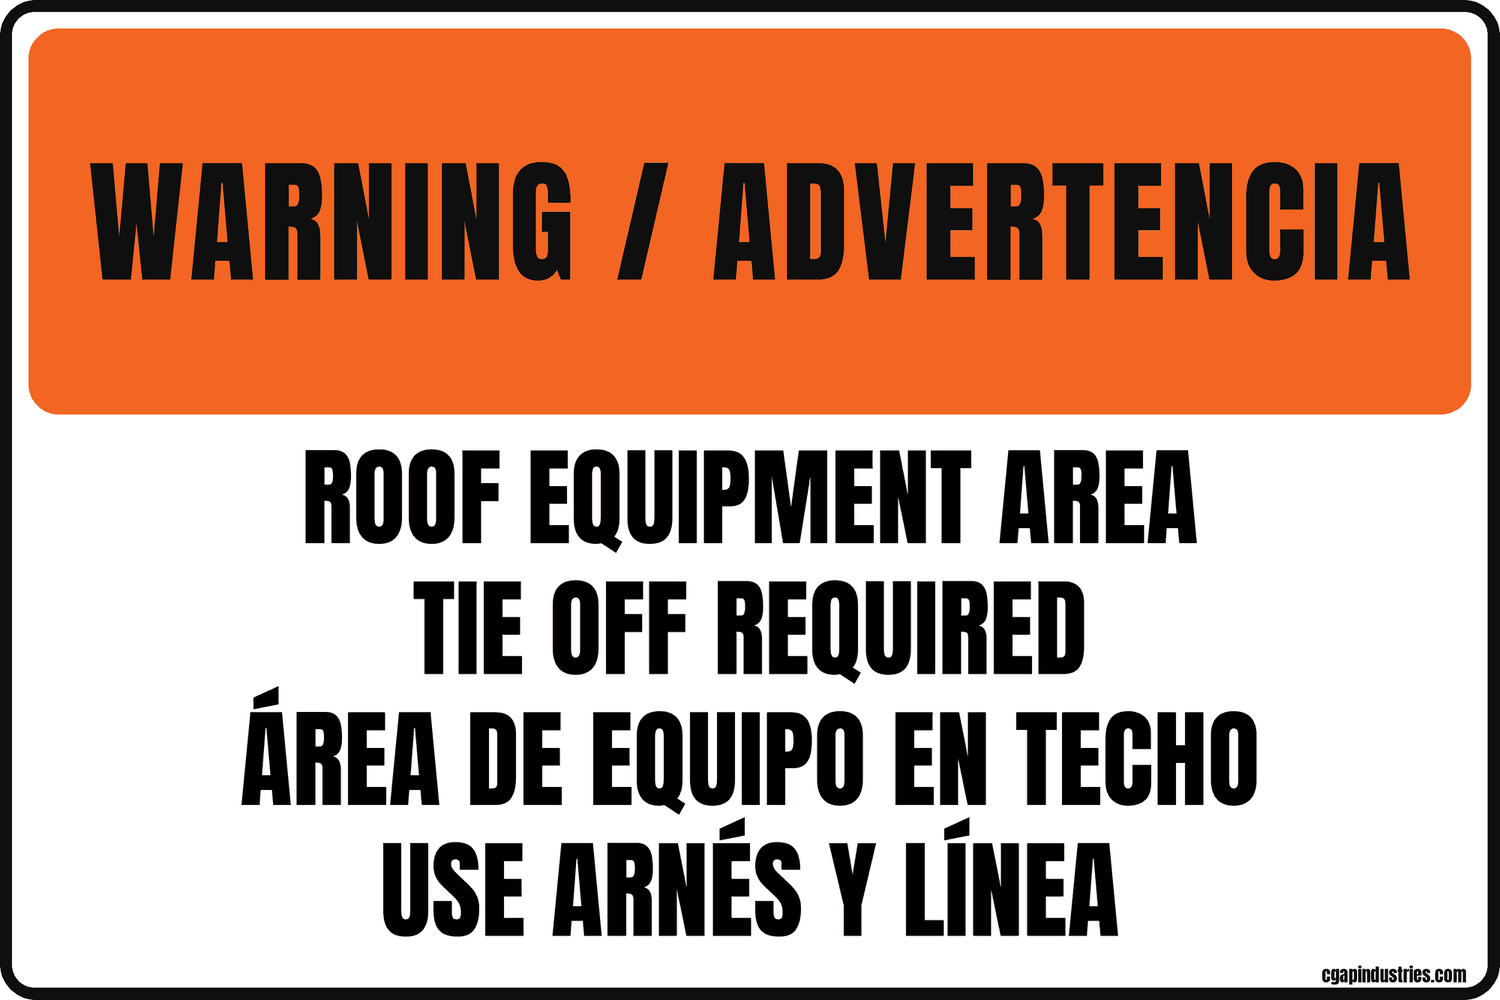 WARNING / ADVERTENCIA
ROOF EQUIPMENT AREA
TIE OFF REQUIRED
ÁREA DE EQUIPO EN TECHO
USE ARNÉS Y LÍNEA
cgapindustries.com